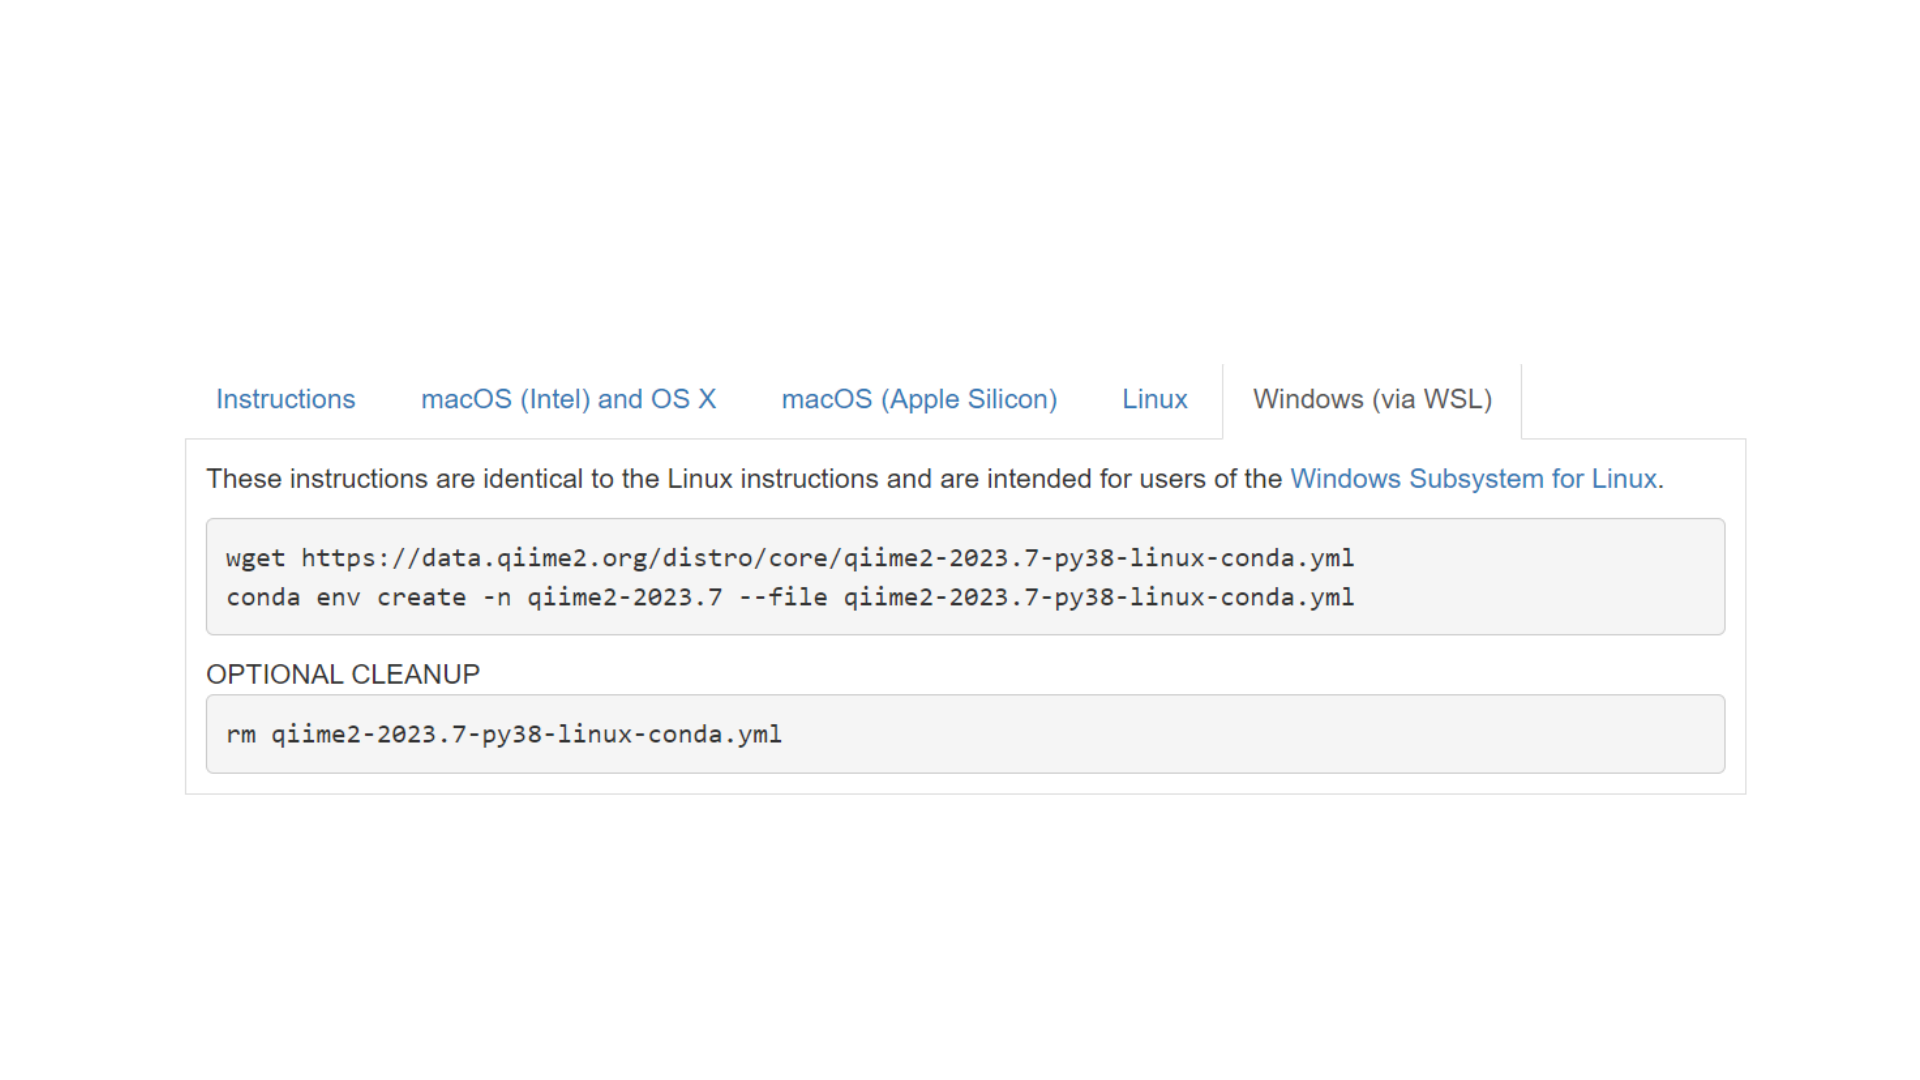 Instructions macOS (Intel) and OS X macOS (Apple Silicon) Linux Windows (via WSL)
These instructions are identical to the Linux instructions and are intended for users of the Windows Subsystem for Linux.
wget https://data.qiime2.org/distro/core/qiime2-2023.7-py38-linux-conda.yml
conda env create -n qiime2-2023.7 --file qiime2-2023.7-py38-linux-conda.yml
OPTIONAL CLEANUP
rm qiime2-2023.7-py38-linux-conda.yml